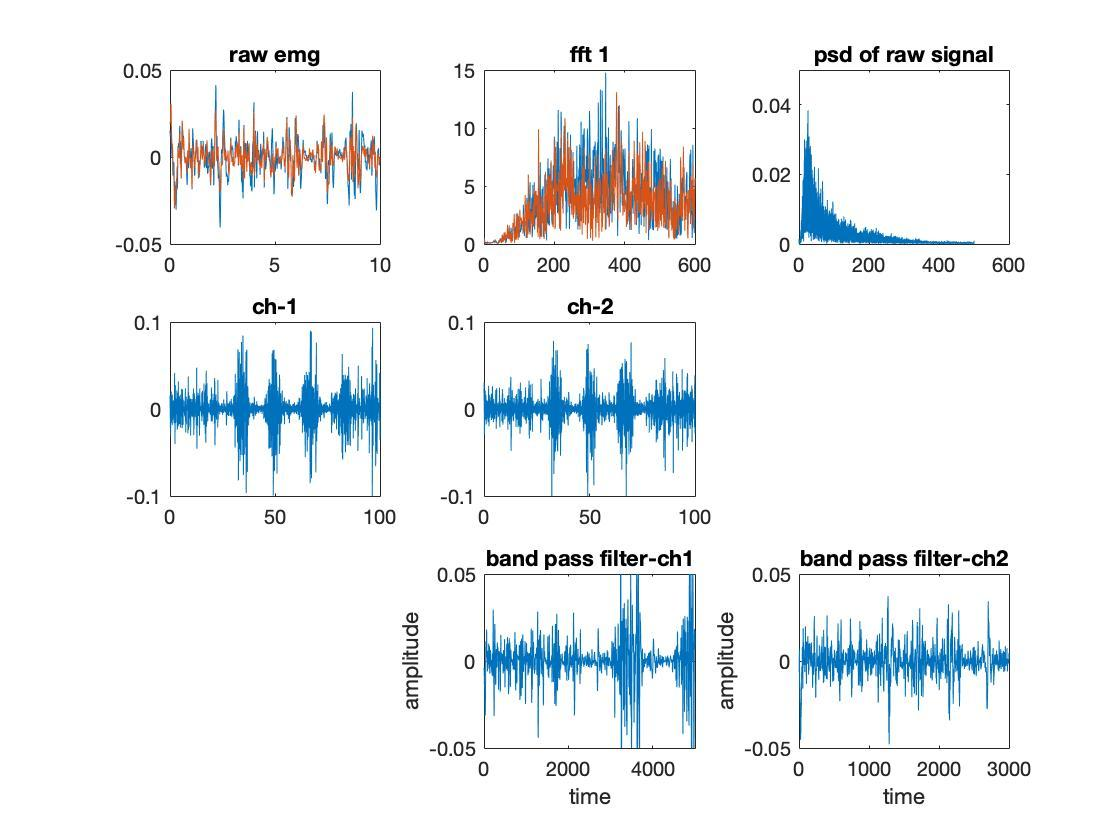 raw emg
0.05
0
-0.05
0 5 10
fft 1
15
10
5
0
0 200 400 600
psd of raw signal
0.04
0.02
0
0 200 400 600
ch-1
0.1
0
-0.1
0 50 100
ch-2
0.1
0
-0.1
0 50 100
band pass filter-ch1
0.05
0
-0.05
amplitude
0 2000 4000
time
band pass filter-ch2
0.05
0
-0.05
amplitude
0 1000 2000 3000
time